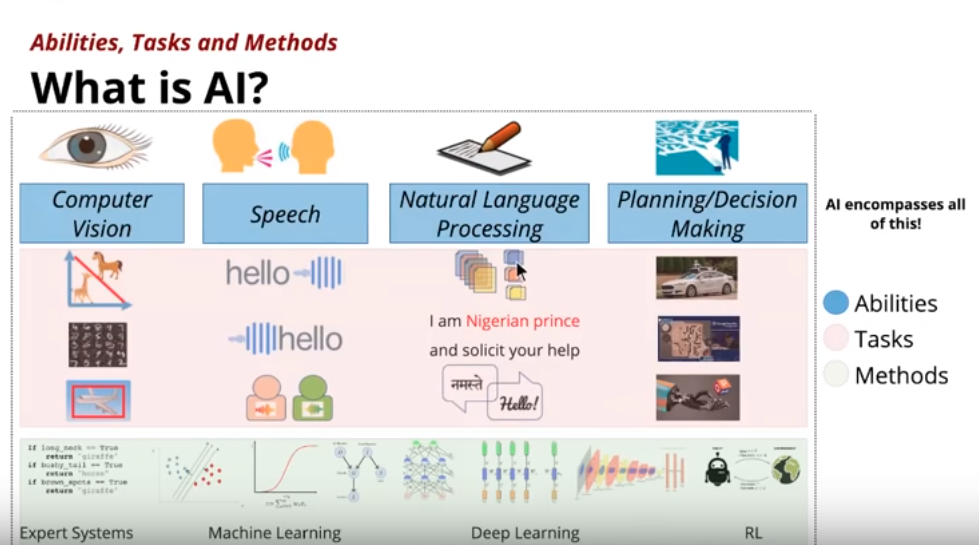 Abilities, Tasks and Methods
What is AI?
Computer
Vision
Speech
Natural Language
Processing
Planning/Decision
Making
AI encompasses all
of this!
hello
I am Nigerian prince
and solicit your help
hello
नमस्ते
Hello!
Abilities
Tasks
Methods
if long_neck == True
return "giraffe"
if bushy_tail == True
return "horse"
if brown_spots == True
return "giraffe"
Expert Systems
Machine Learning
Deep Learning
RL